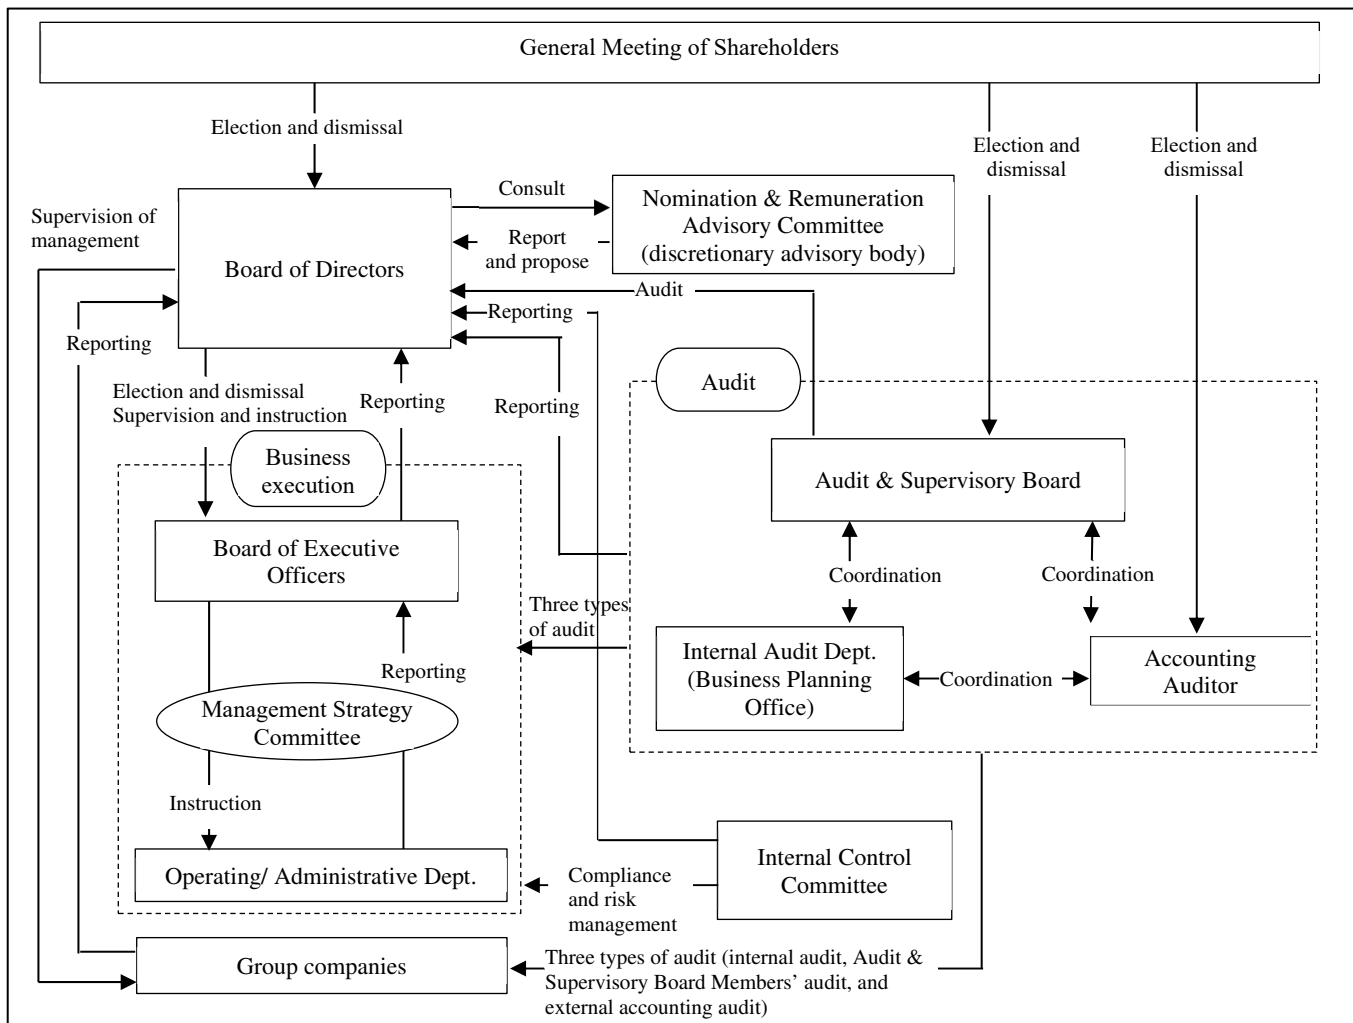 General Meeting of Shareholders
Election and dismissal
Election and
dismissal
Election and
dismissal
Supervision of
management
Board of Directors
Consult
Nomination & Remuneration
Advisory Committee
(discretionary advisory body)
Report
and propose
Audit
Reporting
Reporting
Reporting
Election and dismissal
Supervision and instruction
Reporting
Audit
Business
execution
Audit & Supervisory Board
Board of Executive
Officers
Coordination
Coordination
Three types
of audit
Internal Audit Dept.
(Business Planning
Office)
Coordination
Accounting
Auditor
Reporting
Management Strategy
Committee
Instruction
Operating/ Administrative Dept.
Compliance
and risk
management
Internal Control
Committee
Group companies
Three types of audit (internal audit, Audit &
Supervisory Board Members’ audit, and
external accounting audit)